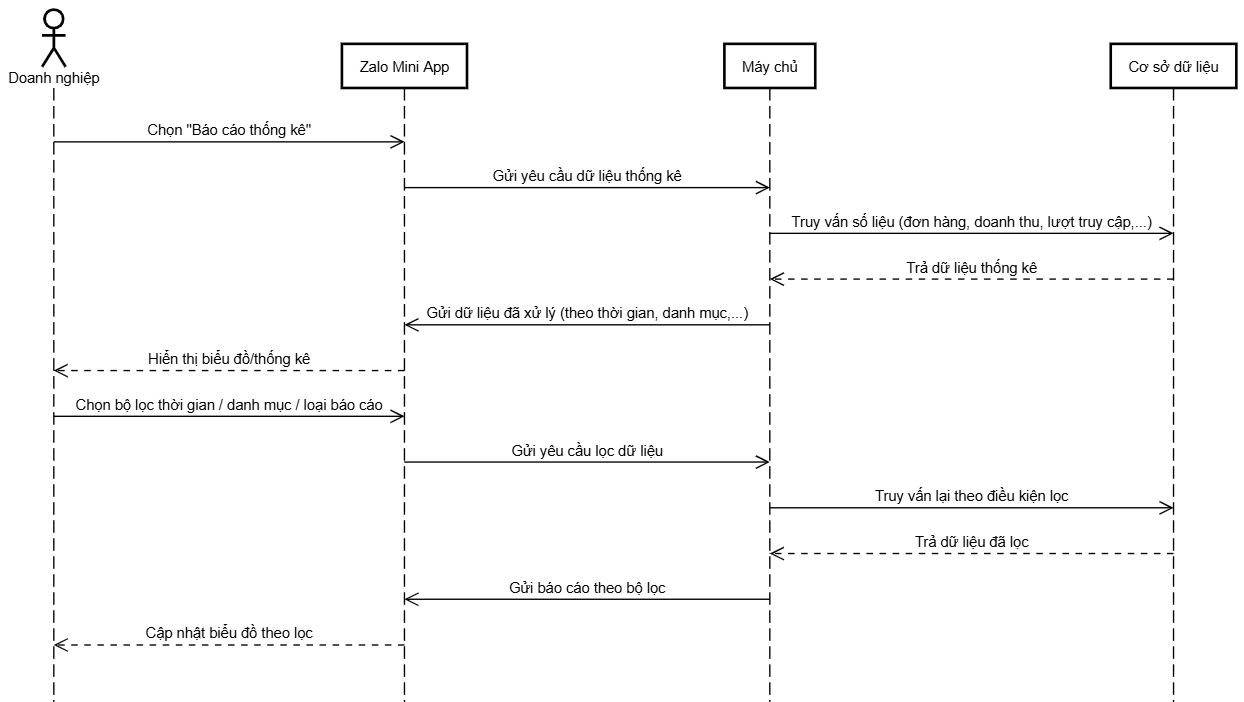 Doanh nghiệp
Zalo Mini App
Máy chủ
Cơ sở dữ liệu
Chọn "Báo cáo thống kê"
Gửi yêu cầu dữ liệu thống kê
Truy vấn số liệu (đơn hàng, doanh thu, lượt truy cập,...)
Trả dữ liệu thống kê
Gửi dữ liệu đã xử lý (theo thời gian, danh mục,...)
Hiển thị biểu đồ/thống kê
Chọn bộ lọc thời gian / danh mục / loại báo cáo
Gửi yêu cầu lọc dữ liệu
Truy vấn lại theo điều kiện lọc
Trả dữ liệu đã lọc
Gửi báo cáo theo bộ lọc
Cập nhật biểu đồ theo lọc